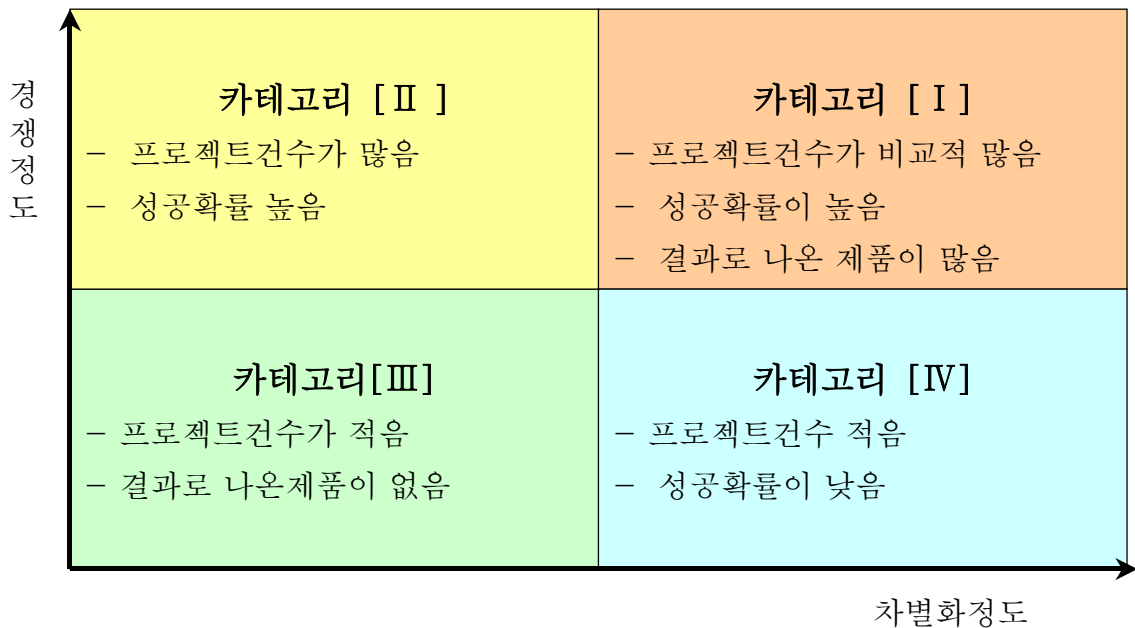 경쟁정도
카테고리 [Ⅱ ]
- 프로젝트건수가 많음
- 성공확률 높음
카테고리 [Ⅰ]
- 프로젝트건수가 비교적 많음
- 성공확률이 높음
- 결과로 나온 제품이 많음
카테고리[Ⅲ]
- 프로젝트건수가 적음
- 결과로 나온제품이 없음
카테고리 [Ⅳ]
- 프로젝트건수 적음
- 성공확률이 낮음
차별화정도